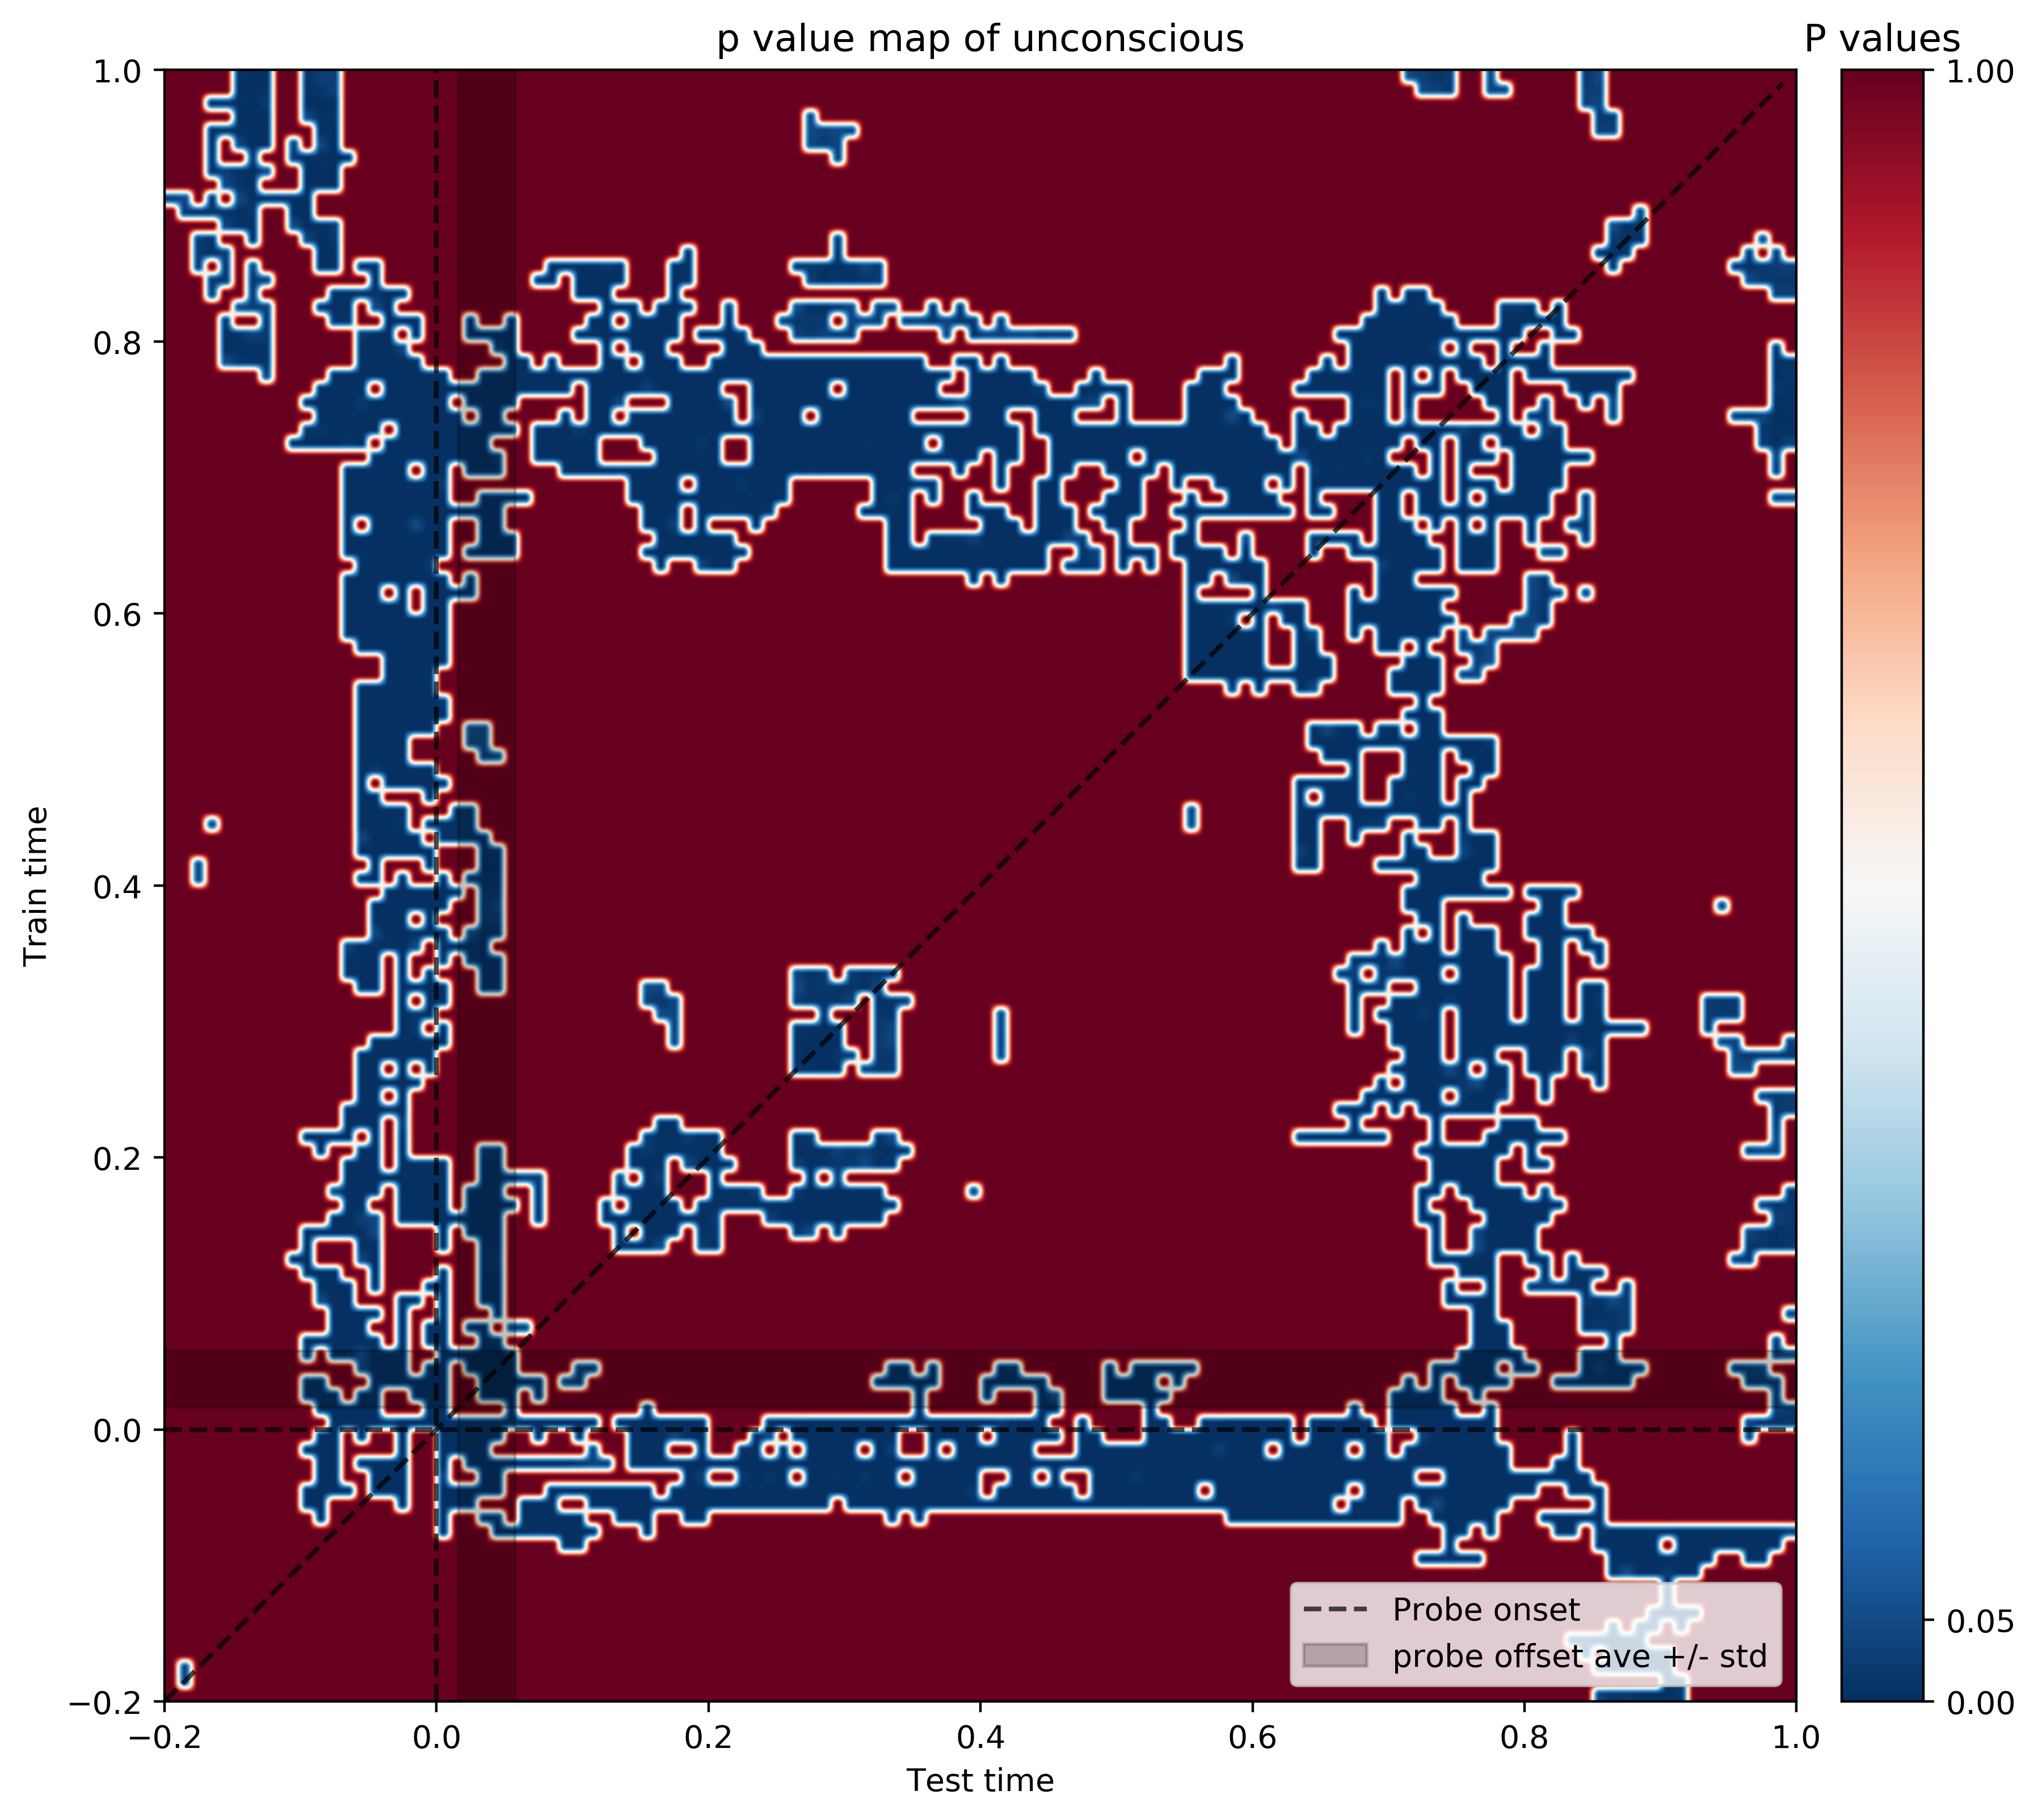 p value map of unconscious
P values
1.0
0.8
0.6
0.4
0.2
0.0
−0.2
Train time
−0.2
0.0
0.2
0.4
0.6
0.8
1.0
Test time
Probe onset
probe offset ave +/- std
1.00
0.05
0.00